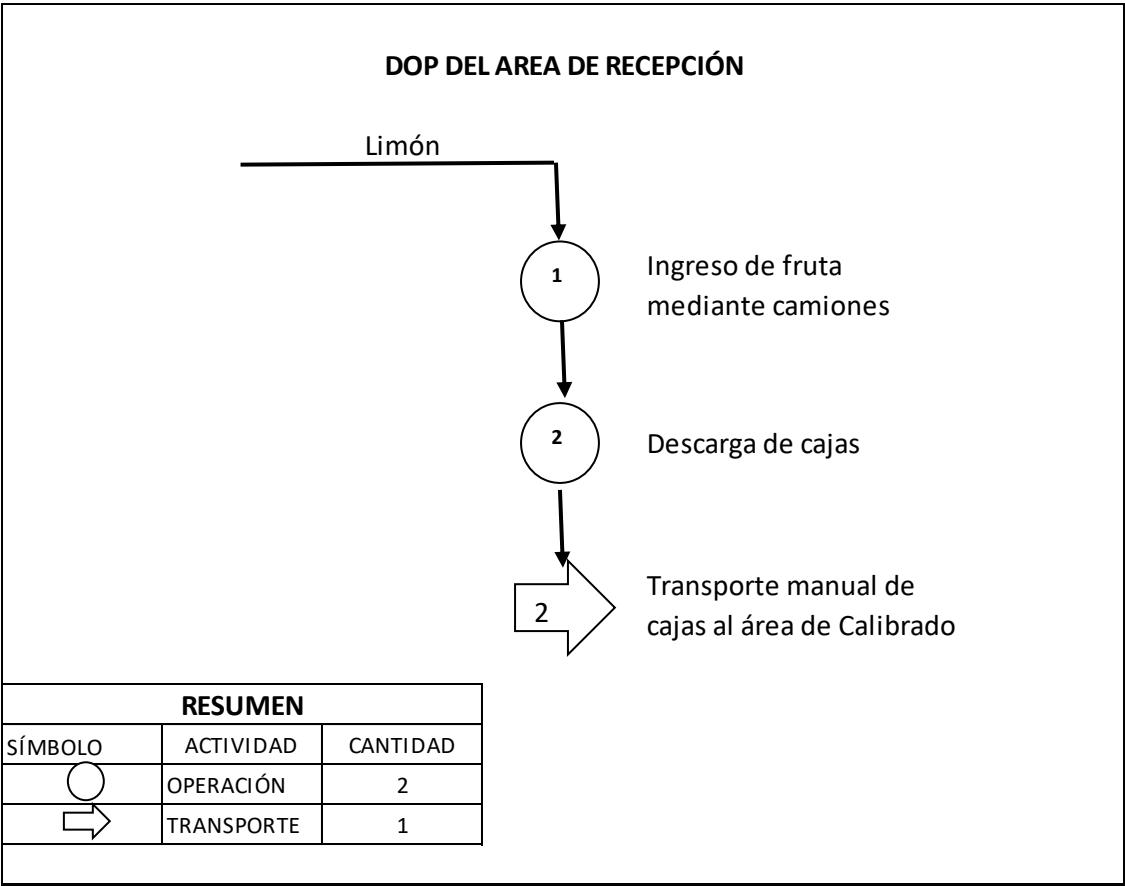 DOP DEL AREA DE RECEPCIÓN
Limón
1
Ingreso de fruta
mediante camiones
2
Descarga de cajas
2
Transporte manual de
cajas al área de Calibrado
RESUMEN
SÍMBOLO ACTIVIDAD CANTIDAD
OPERACIÓN 2
TRANSPORTE 1